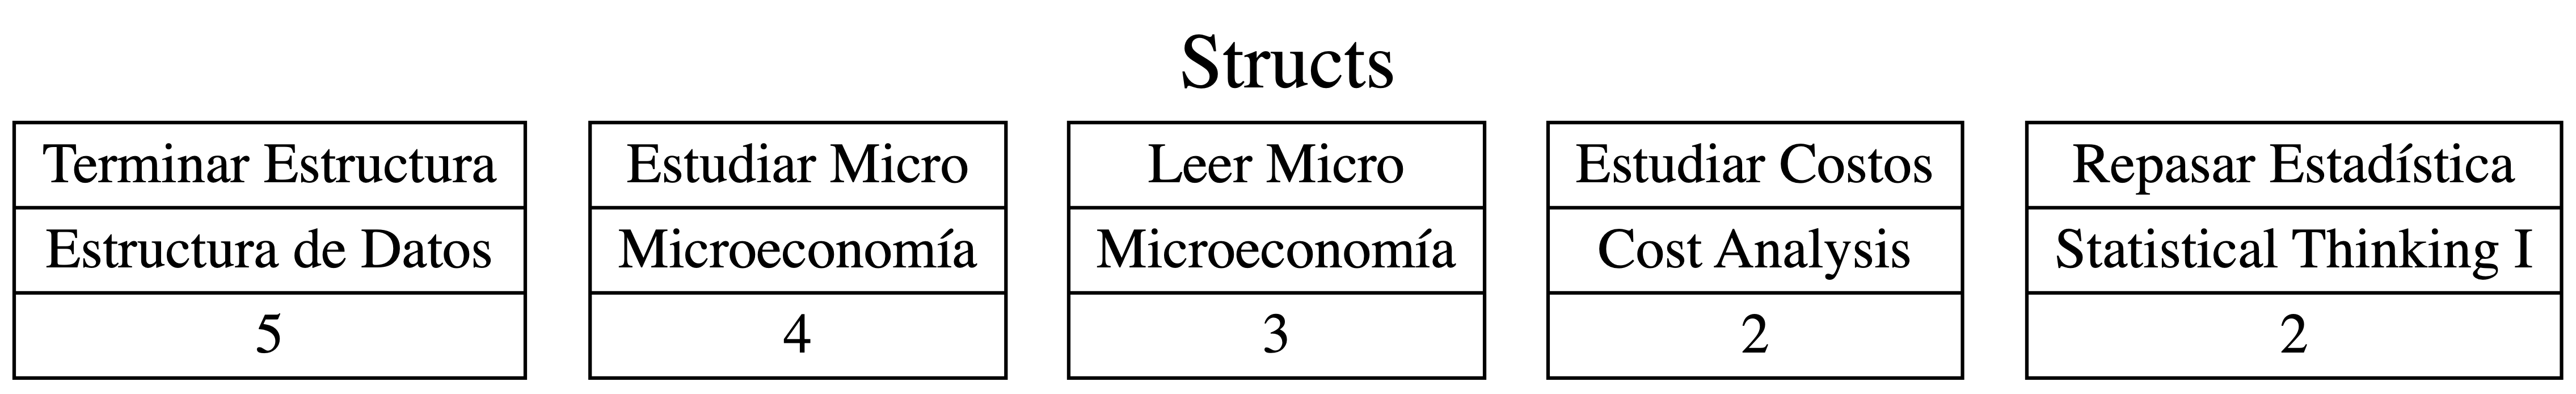 Structs
Terminar Estructura
Estructura de Datos
5
Estudiar Micro
Microeconomía
4
Leer Micro
Microeconomía
3
Estudiar Costos
Cost Analysis
2
Repasar Estadística
Statistical Thinking I
2